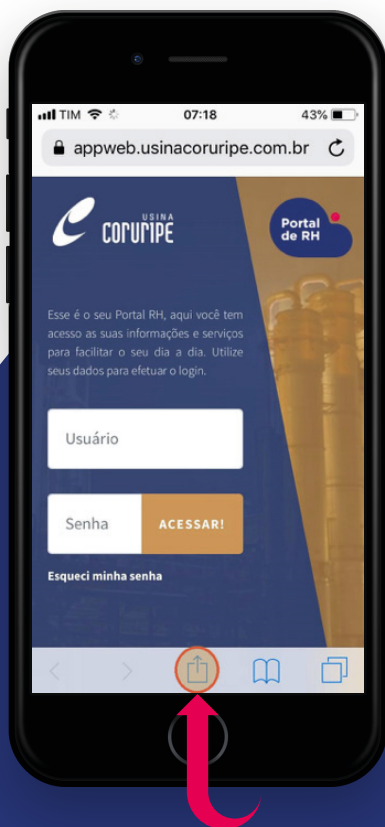 TIM 07:18 43%
appweb.usinacoruripe.com.br
USINA
coruripe
Portal
de RH
Esse é o seu Portal RH, aqui você tem
acesso as suas informações e serviços
para facilitar o seu dia a dia. Utilize
seus dados para efetuar o login.
Usuário
Senha ACESSAR!
Esqueci minha senha